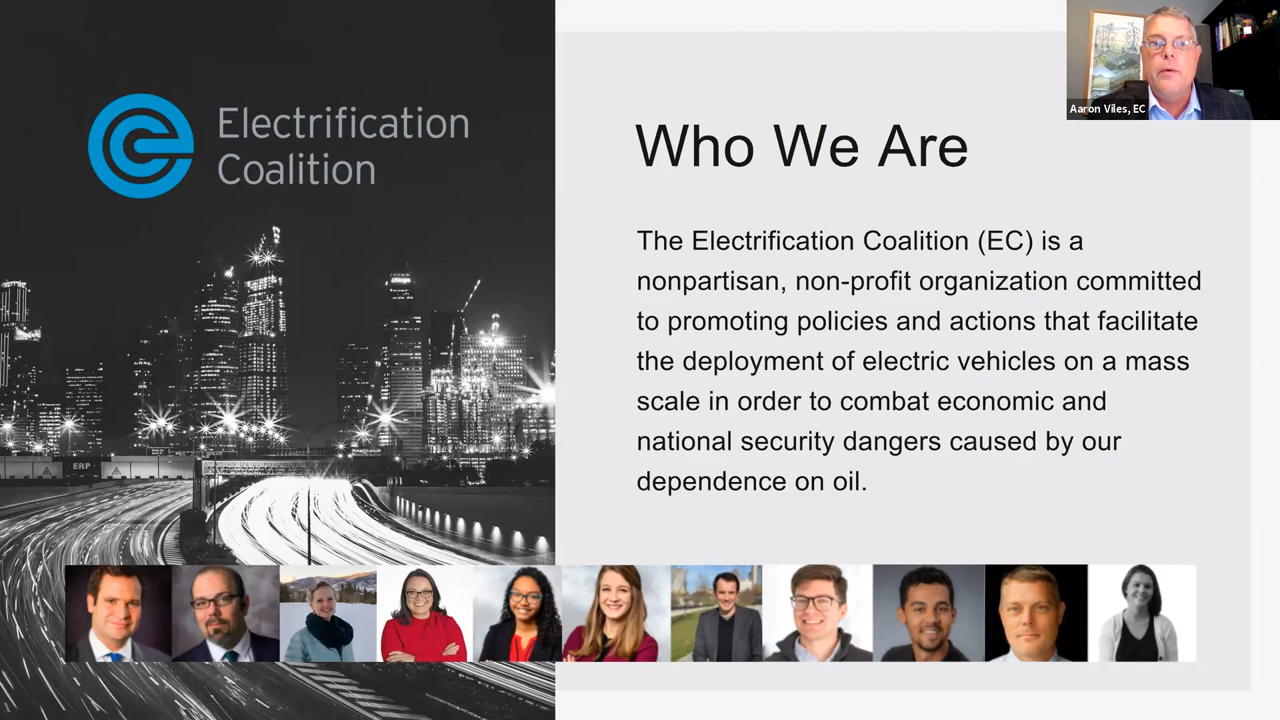 Electrification
Coalition
Aaron Viles, EC
Who We Are
The Electrification Coalition (EC) is a
nonpartisan, non-profit organization committed
to promoting policies and actions that facilitate
the deployment of electric vehicles on a mass
scale in order to combat economic and
national security dangers caused by our
dependence on oil.
ERP